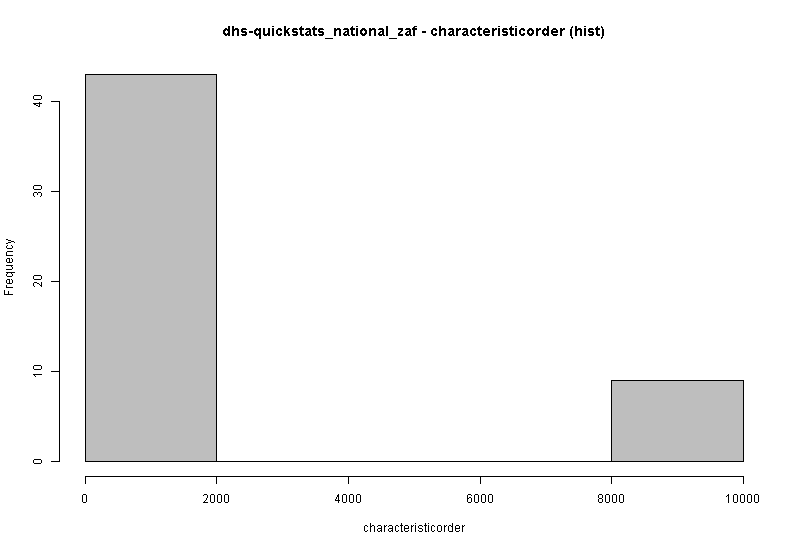 dhs-quickstats_national_zaf - characteristicorder (hist)
Frequency
40
30
20
10
0
0 2000 4000 6000 8000 10000
characteristicorder